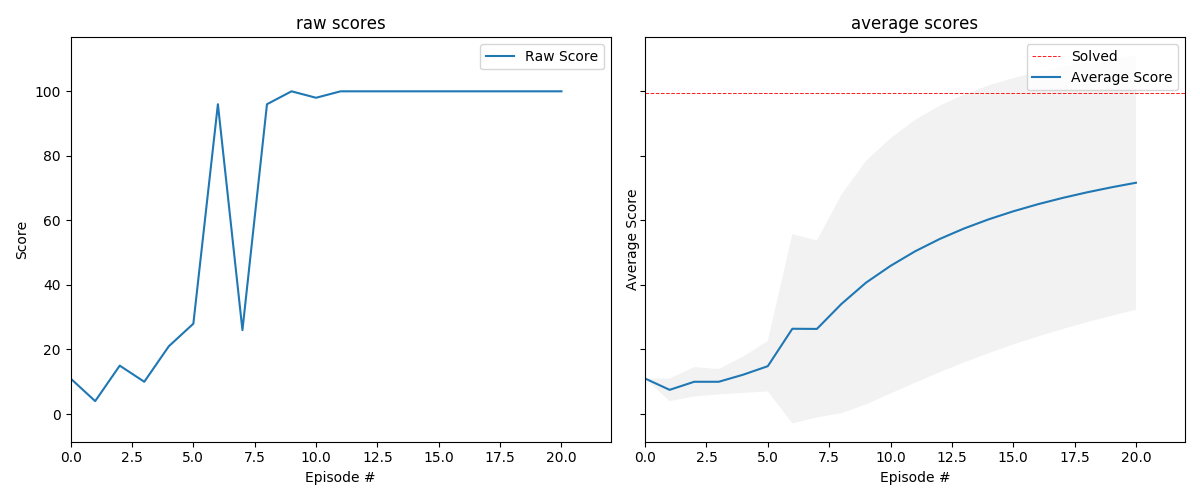 raw scores
Raw Score
100
80
60
40
20
0
Score
0.0 2.5 5.0 7.5 10.0 12.5 15.0 17.5 20.0
Episode #
average scores
Solved
Average Score
Average Score
0.0 2.5 5.0 7.5 10.0 12.5 15.0 17.5 20.0
Episode #